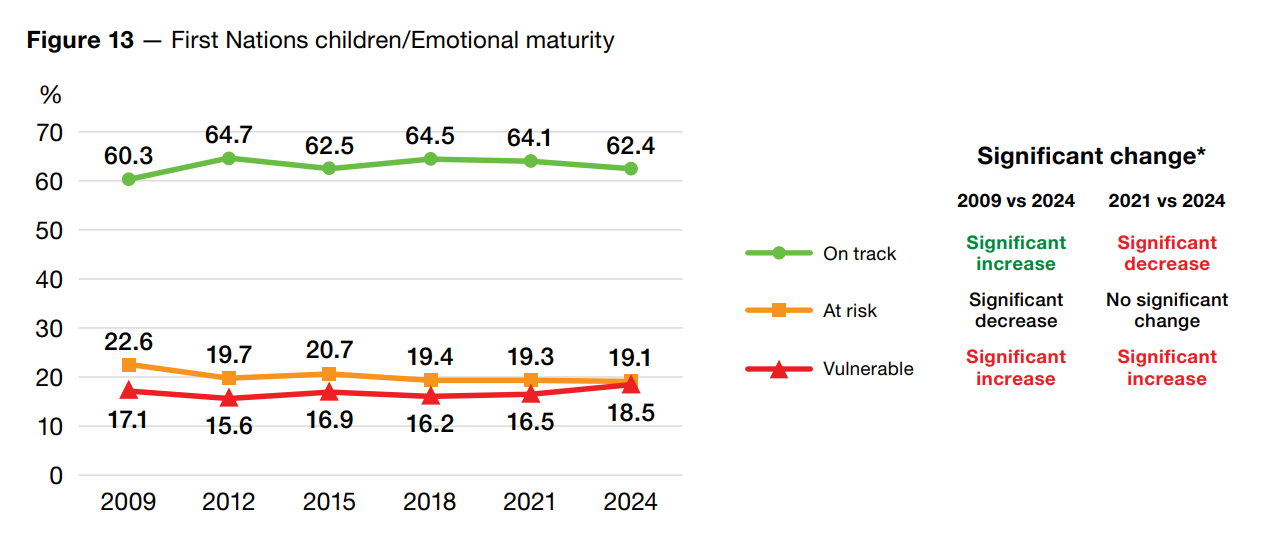 Figure 13 — First Nations children/Emotional maturity
%
70
60
50
40
30
20
10
0
60.3
64.7
62.5
64.5
64.1
62.4
22.6
19.7
20.7
19.4
19.3
19.1
17.1
15.6
16.9
16.2
16.5
18.5
2009
2012
2015
2018
2021
2024
On track
At risk
Vulnerable
Significant change*
2009 vs 2024
2021 vs 2024
Significant
increase
Significant
decrease
Significant
decrease
No significant
change
Significant
increase
Significant
increase